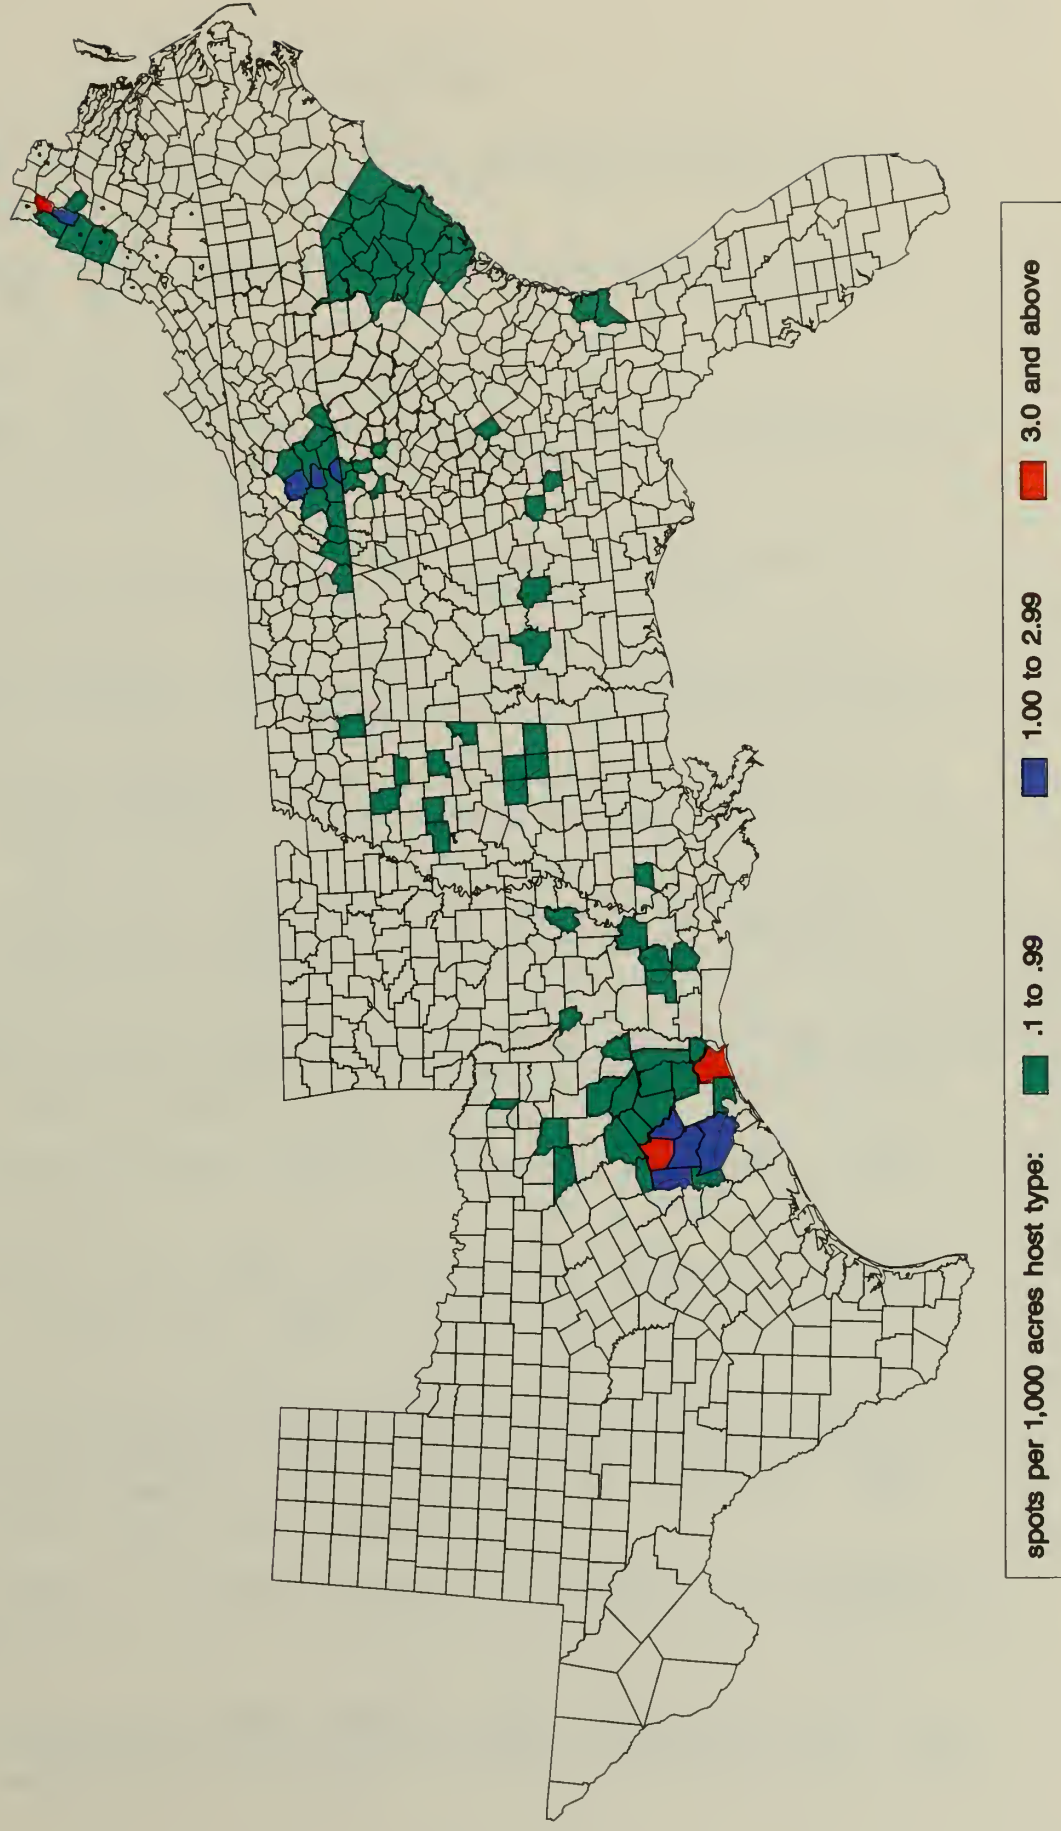 spots per 1,000 acres host type: .1 to .99 1.00 to 2.99 3.0 and above